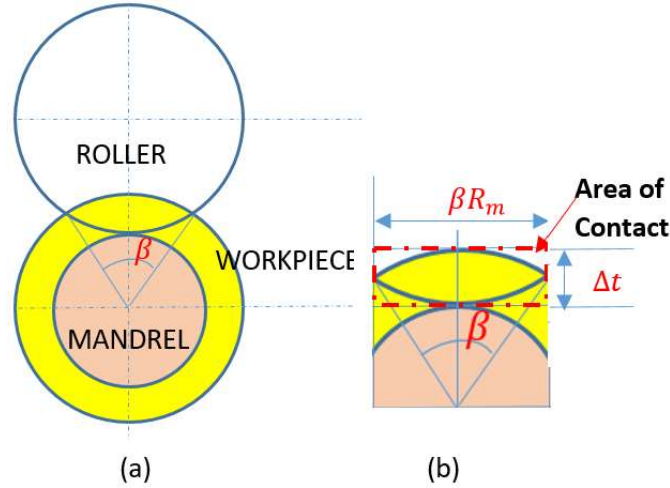 ROLLER
β
WORKPIECE
MANDREL
(a)
βR_m
Area of
Contact
Δt
β
(b)